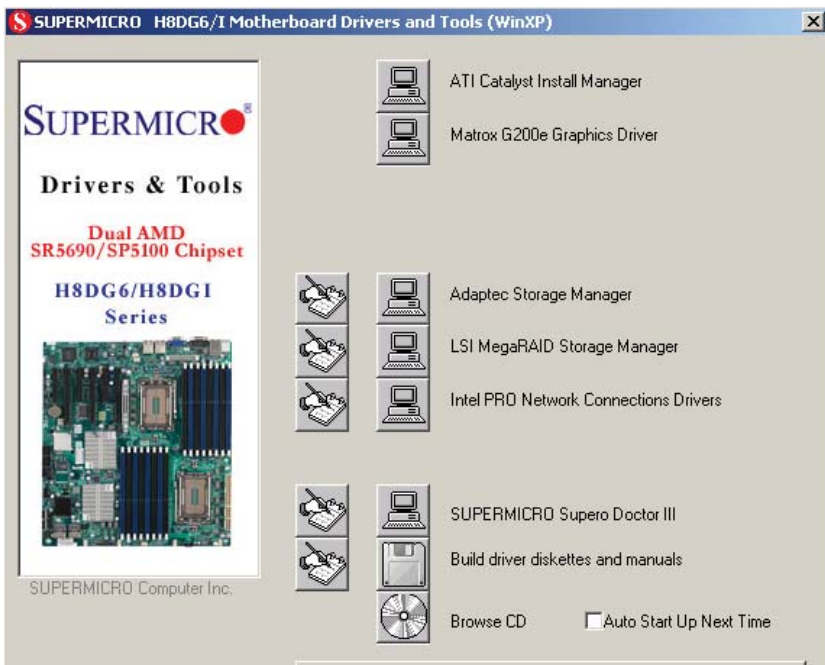 SUPERMICRO H8DG6/I Motherboard Drivers and Tools (WinXP)
SUPERMICRO®
Drivers & Tools
Dual AMD
SR5690/SP5100 Chipset
H8DG6/H8DGI
Series
SUPERMICRO Computer Inc.
ATI Catalyst Install Manager
Matrox G200e Graphics Driver
Adaptec Storage Manager
LSI MegaRAID Storage Manager
Intel PRO Network Connections Drivers
SUPERMICRO Supero Doctor III
Build driver diskettes and manuals
Browse CD
Auto Start Up Next Time